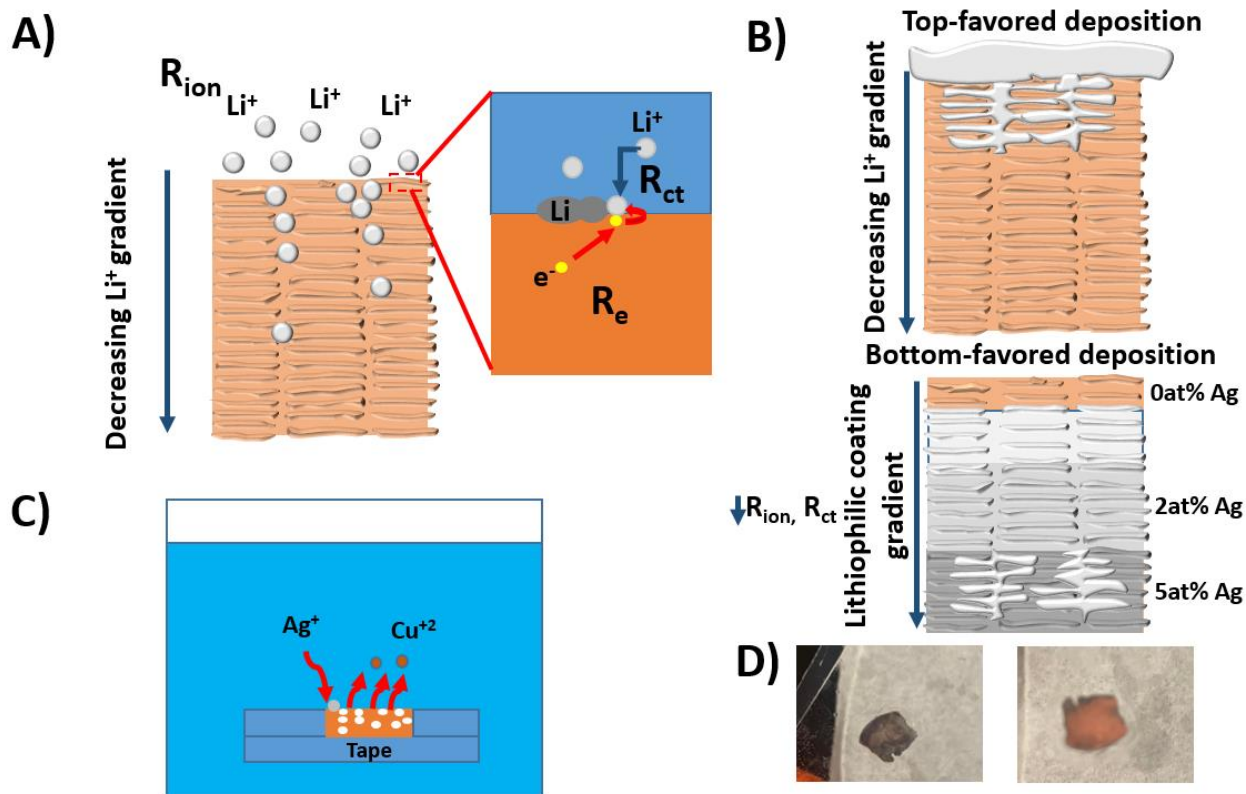 A)
R_ion
Li⁺
Li⁺
Li⁺
Decreasing Li⁺ gradient
Li⁺
R_ct
Li
e⁻
R_e
B)
Top-favored deposition
Decreasing Li⁺ gradient
Bottom-favored deposition
Lithiophilic coating
gradient
R_ion, R_ct
0at% Ag
2at% Ag
5at% Ag
C)
Ag⁺
Cu⁺²
Tape
D)